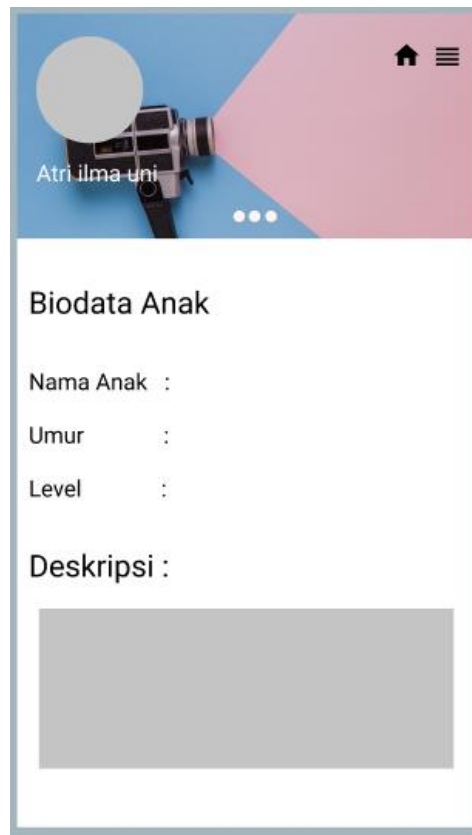 Atri ilma uni
Biodata Anak
Nama Anak :
Umur :
Level :
Deskripsi :